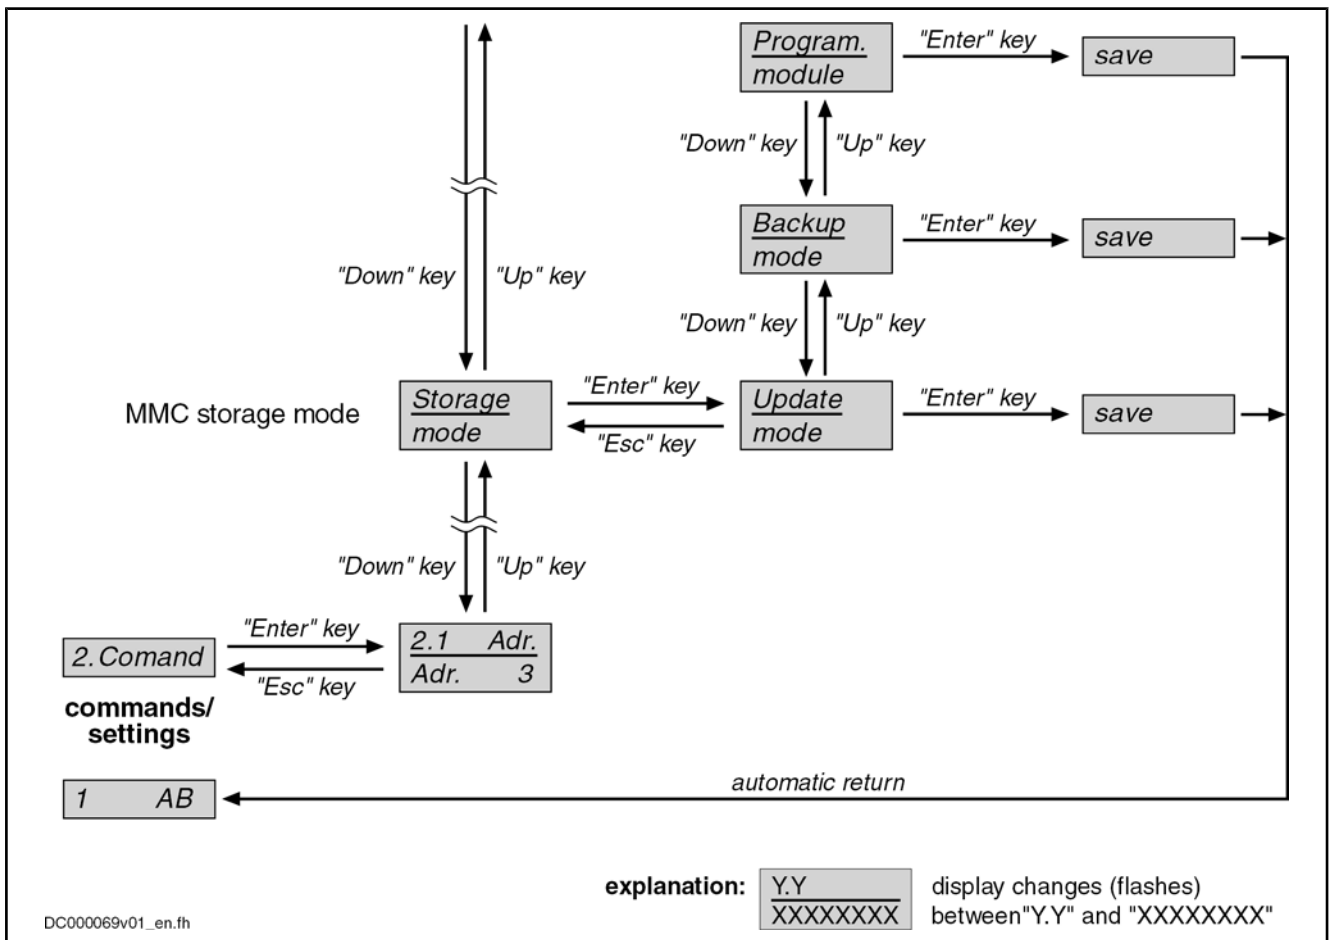 Program.
module
"Enter" key
save
"Down" key
"Up" key
Backup
mode
"Enter" key
save
"Down" key
"Up" key
"Down" key
"Up" key
MMC storage mode
Storage
mode
"Enter" key
"Esc" key
Update
mode
"Enter" key
save
"Down" key
"Up" key
2.Comand
"Enter" key
"Esc" key
2.1 Adr.
Adr. 3
commands/
settings
1 AB
automatic return
explanation:
Y.Y
XXXXXXXX
display changes (flashes)
between"Y.Y" and "XXXXXXXX"
DC000069v01_en.fh